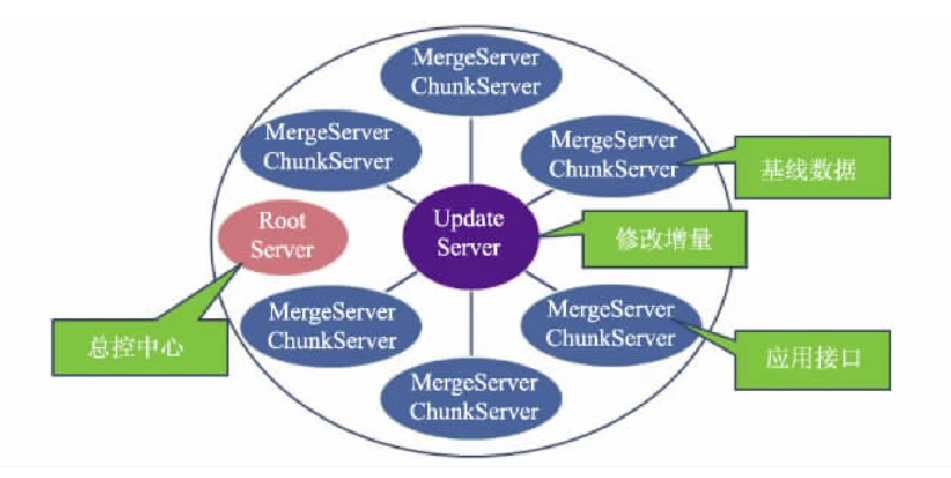 MergeServer
ChunkServer
MergeServer
ChunkServer
MergeServer
ChunkServer
基线数据
Root
Server
Update
Server
修改增量
总控中心
MergeServer
ChunkServer
MergeServer
ChunkServer
应用接口
MergeServer
ChunkServer